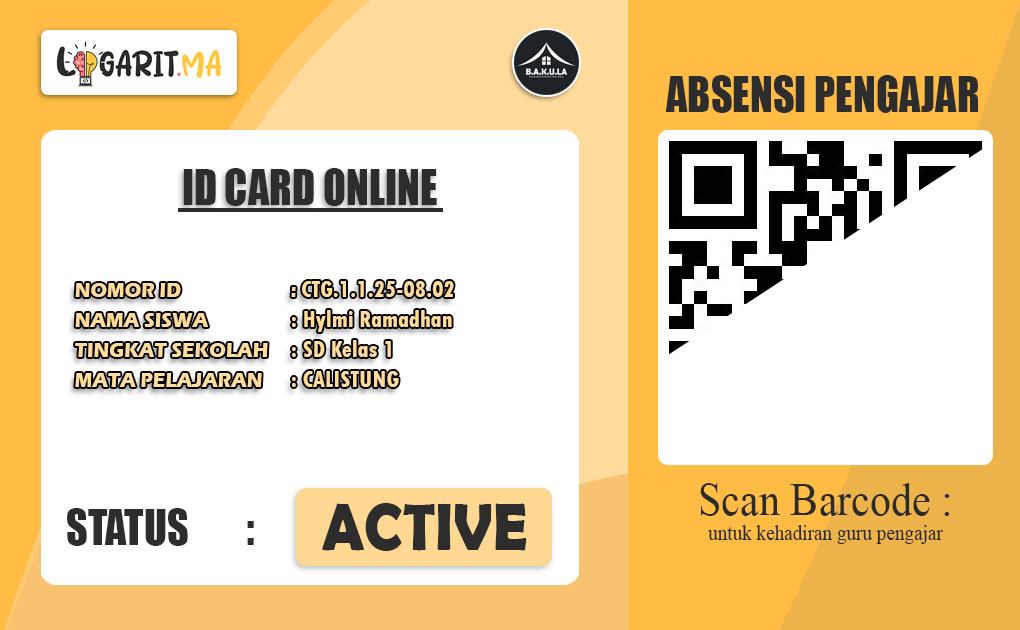 LOGARIT.MA
B.A.K.U.LA
ID CARD ONLINE
NOMOR ID : CTG.1.1.25-08.02
NAMA SISWA : Hylmi Ramadhan
TINGKAT SEKOLAH : SD Kelas 1
MATA PELAJARAN : CALISTUNG
STATUS : ACTIVE
ABSENSI PENGAJAR
Scan Barcode :
untuk kehadiran guru pengajar